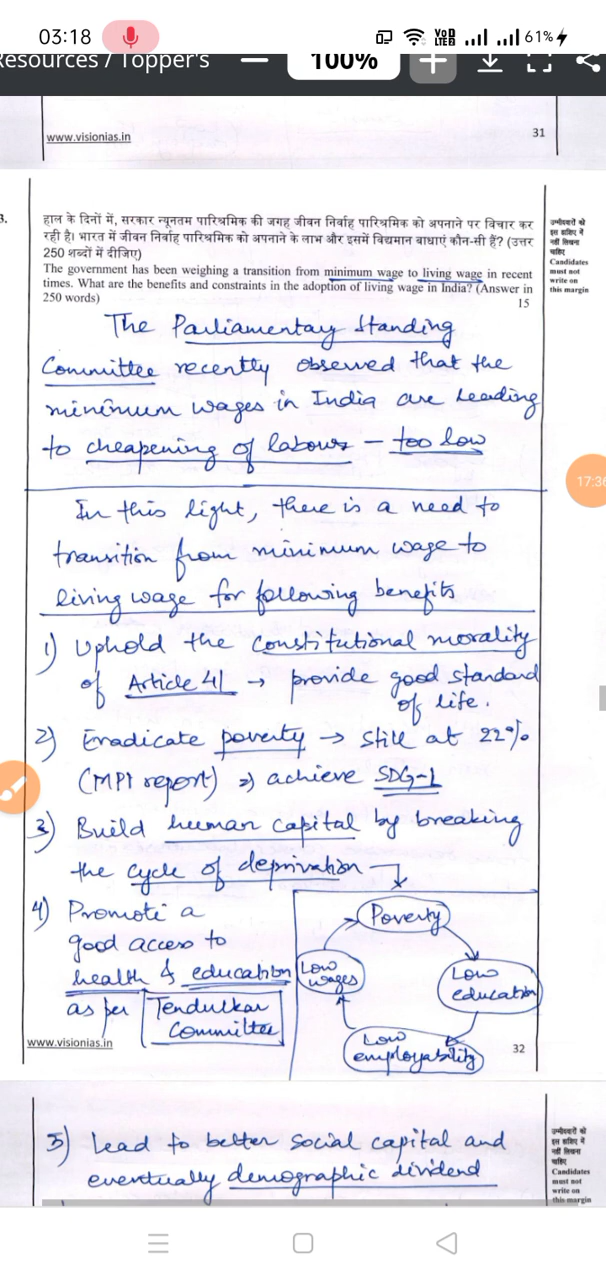 03:18
VoD LTE2 61%
Resources / Topper's
100%
www.visionias.in
31
3.
हाल के दिनों में, सरकार न्यूनतम पारिश्रमिक की जगह जीवन निर्वाह पारिश्रमिक को अपनाने पर विचार कर
रही है। भारत में जीवन निर्वाह पारिश्रमिक को अपनाने के लाभ और इसमें विद्यमान बाधाएं कौन-सी हैं? (उत्तर
250 शब्दों में दीजिए)
The government has been weighing a transition from minimum wage to living wage in recent
times. What are the benefits and constraints in the adoption of living wage in India? (Answer in
250 words)
15
उम्मीदवारों को
इस हाशिए में
नहीं लिखना
चाहिए
Candidates
must not
write on
this margin
The Parliamentary Standing
Committee recently observed that the
minimum wages in India are leading
to cheapening of labour - too low
17:36
In this light, there is a need to
transition from minimum wage to
living wage for following benefits
1) Uphold the constitutional morality
of Article 41 → provide good standard
of life.
2) Eradicate poverty → still at 22%
(MPI report) ⇒ achieve SDG-1
3) Build human capital by breaking
the cycle of deprivation
4) Promote a
good access to
health & education
as per Tendulkar
Committee
Poverty
Low
education
Low
employability
Low
wages
www.visionias.in
32
5) Lead to better social capital and
eventually demographic dividend
उम्मीदवारों को
इस हाशिए में
नहीं लिखना
चाहिए
Candidates
must not
write on
this margin